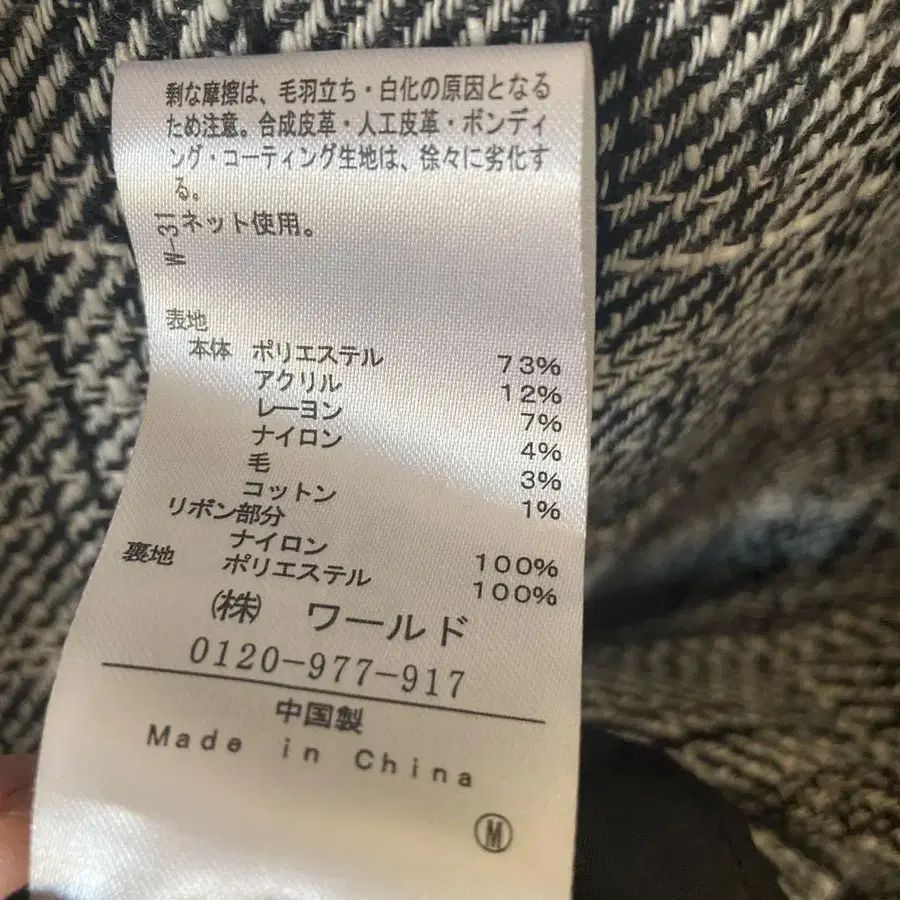 剰な摩擦は、毛羽立ち・白化の原因となる
ため注意。合成皮革・人工皮革・ボンディ
ング・コーティング生地は、徐々に劣化す
る。
ネット使用。
W-31
表地
本体 ポリエステル 73%
アクリル 12%
レーヨン 7%
ナイロン 4%
毛 3%
コットン 1%
リボン部分
ナイロン 100%
裏地 ポリエステル 100%
(株) ワールド
0120-977-917
中国製
Made in China
M